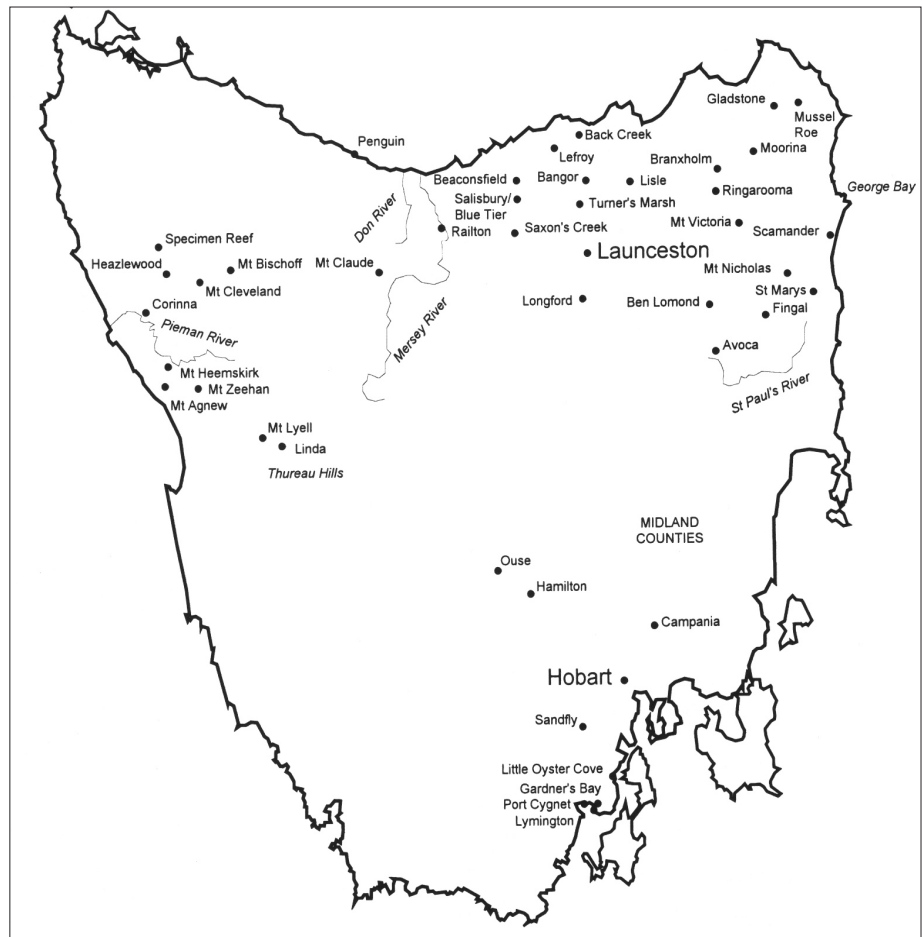 Gladstone
Mussel
Roe
Back Creek
Penguin
Lefroy
Moorina
Branxholm
Beaconsfield
Bangor
Lisle
Ringarooma
George Bay
Salisbury/
Blue Tier
Turner's Marsh
Don River
Railton
Saxon's Creek
Mt Victoria
Scamander
Specimen Reef
Launceston
Heazlewood
Mt Bischoff
Mt Claude
Mt Nicholas
Mt Cleveland
St Marys
Longford
Ben Lomond
Fingal
Corinna
Pieman River
Mersey River
Avoca
Mt Heemskirk
Mt Zeehan
St Paul's River
Mt Agnew
Mt Lyell
Linda
Thureau Hills
MIDLAND
COUNTIES
Ouse
Hamilton
Campania
Hobart
Sandfly
Little Oyster Cove
Gardner's Bay
Port Cygnet
Lymington